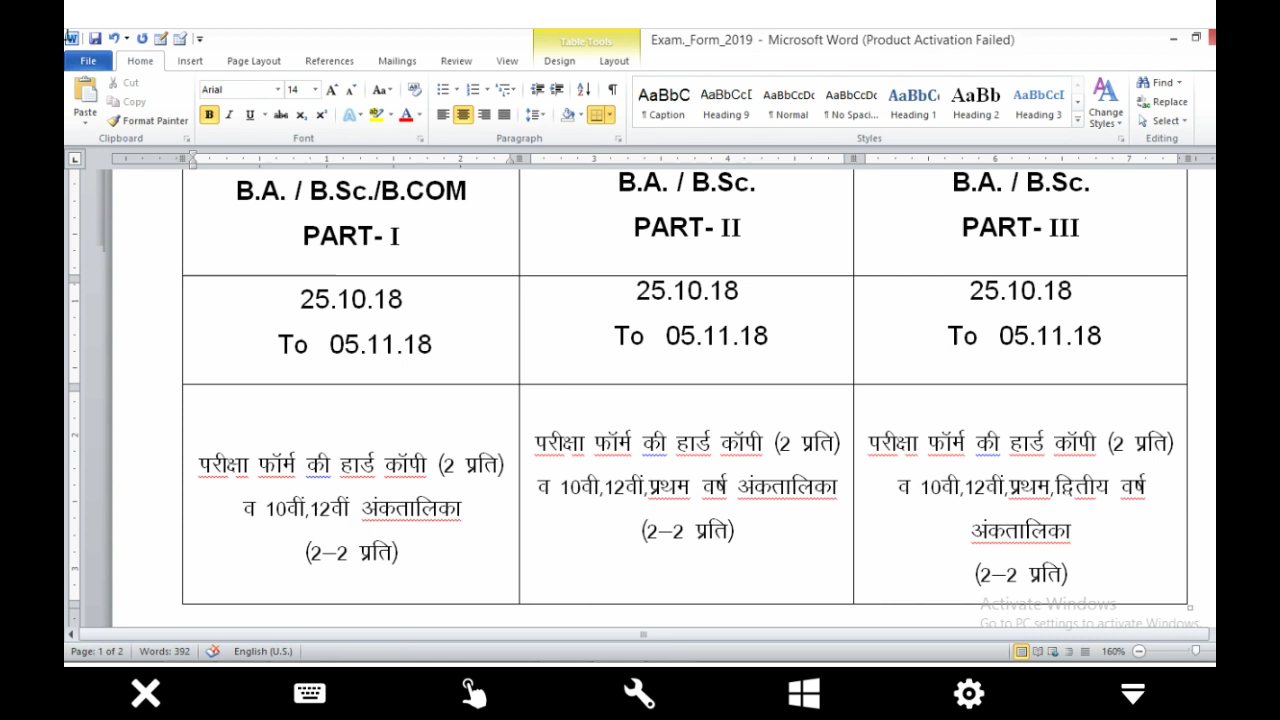 Table Tools
Exam._Form_2019 - Microsoft Word (Product Activation Failed)
File Home Insert Page Layout References Mailings Review View Design Layout
Cut
Copy
Paste
Format Painter
Clipboard
Arial 14
Font
Paragraph
AaBbC AaBbCcI AaBbCcDc AaBbCcDc AaBbC AaBb AaBbCcI
¶ Caption Heading 9 ¶ Normal ¶ No Spaci... Heading 1 Heading 2 Heading 3
Change Styles
Styles
Find
Replace
Select
Editing
1 2 3 4 6 7
B.A. / B.Sc./B.COM
PART- I
B.A. / B.Sc.
PART- II
B.A. / B.Sc.
PART- III
25.10.18
To 05.11.18
25.10.18
To 05.11.18
25.10.18
To 05.11.18
परीक्षा फॉर्म की हार्ड कॉपी (2 प्रति)
व 10वीं,12वीं अंकतालिका
(2–2 प्रति)
परीक्षा फॉर्म की हार्ड कॉपी (2 प्रति)
व 10वीं,12वीं,प्रथम वर्ष अंकतालिका
(2–2 प्रति)
परीक्षा फॉर्म की हार्ड कॉपी (2 प्रति)
व 10वीं,12वीं,प्रथम,द्वितीय वर्ष
अंकतालिका
(2–2 प्रति)
Activate Windows
Go to PC settings to activate Windows.
Page: 1 of 2 Words: 392 English (U.S.) 160%